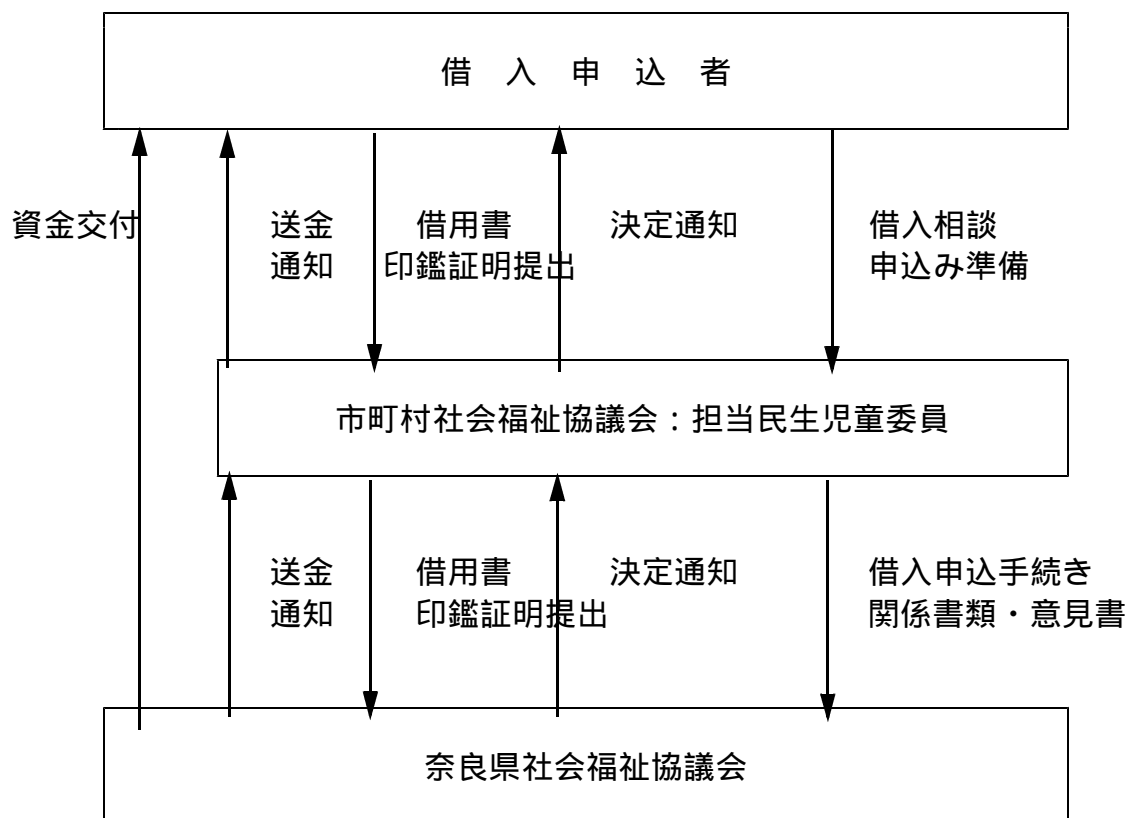 借　入　申　込　者
資金交付
送金
通知
借用書
印鑑証明提出
決定通知
借入相談
申込み準備
市町村社会福祉協議会：担当民生児童委員
送金
通知
借用書
印鑑証明提出
決定通知
借入申込手続き
関係書類・意見書
奈良県社会福祉協議会